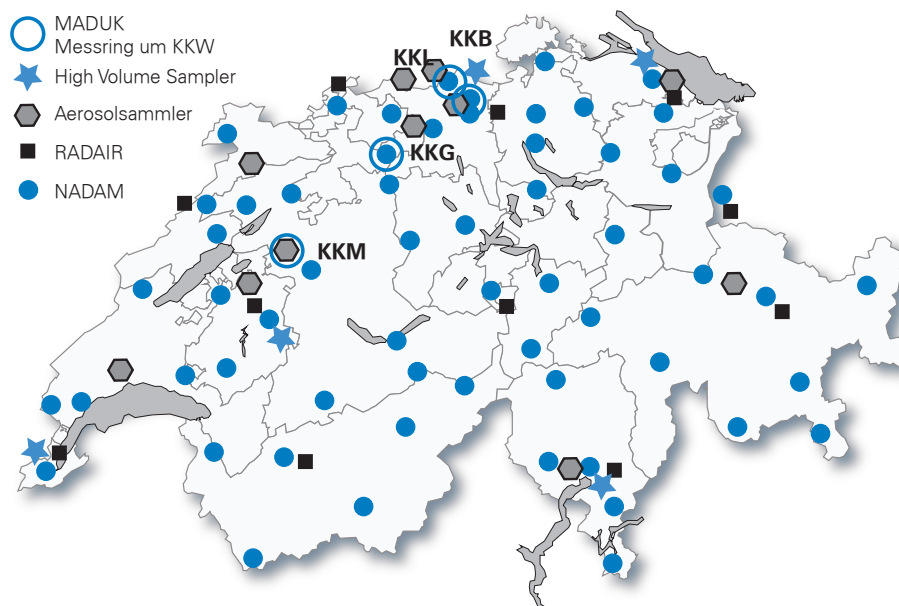 MADUK
Messring um KKW
High Volume Sampler
Aerosolsammler
RADAIR
NADAM
KKB
KKL
KKG
KKM